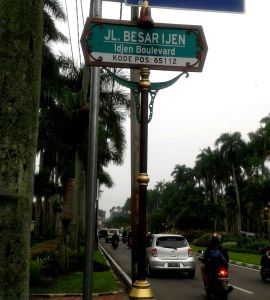 JL. BESAR IJEN
Idjen Boulevard
KODE POS: 65112